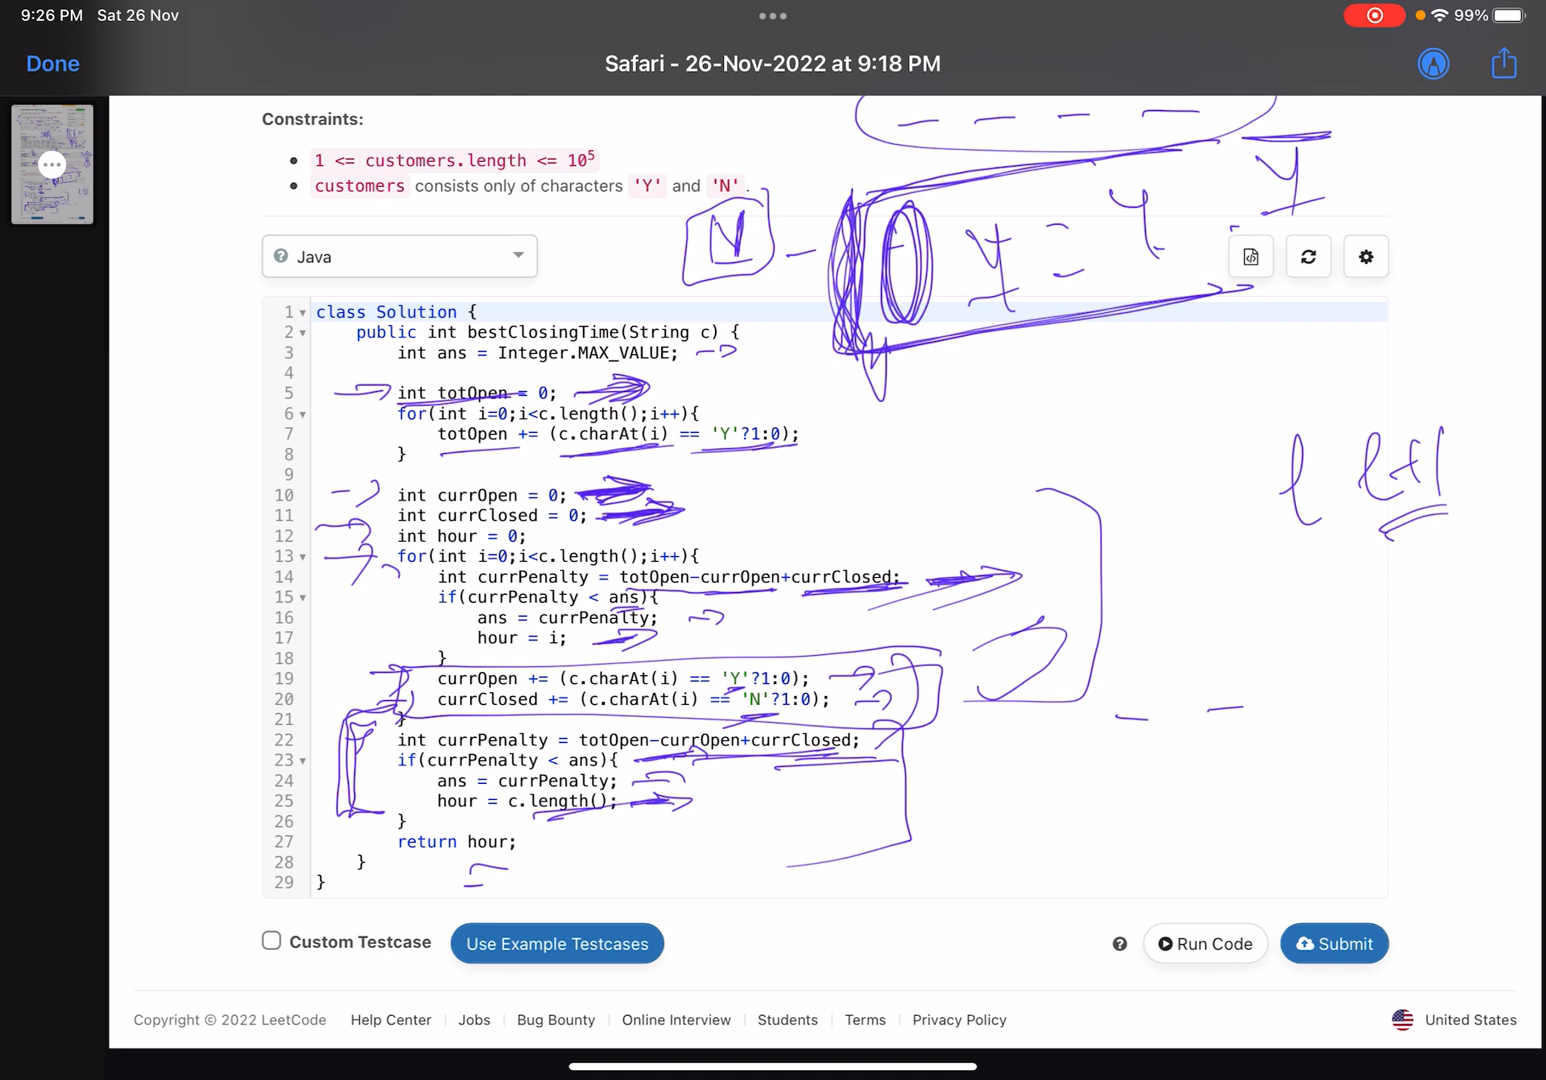 9:26 PM Sat 26 Nov
99%
Done
Safari - 26-Nov-2022 at 9:18 PM
Constraints:
1 <= customers.length <= 10⁵
customers consists only of characters 'Y' and 'N'.
Y
N
Y = Y
Y
Java
1 class Solution {
2 public int bestClosingTime(String c) {
3 int ans = Integer.MAX_VALUE;
4
5 int totOpen = 0;
6 for(int i=0;i<c.length();i++){
7 totOpen += (c.charAt(i) == 'Y'?1:0);
8 }
9
10 int currOpen = 0;
11 int currClosed = 0;
12 int hour = 0;
13 for(int i=0;i<c.length();i++){
14 int currPenalty = totOpen-currOpen+currClosed;
15 if(currPenalty < ans){
16 ans = currPenalty;
17 hour = i;
18 }
19 currOpen += (c.charAt(i) == 'Y'?1:0);
20 currClosed += (c.charAt(i) == 'N'?1:0);
21 }
22 int currPenalty = totOpen-currOpen+currClosed;
23 if(currPenalty < ans){
24 ans = currPenalty;
25 hour = c.length();
26 }
27 return hour;
28 }
29 }
Custom Testcase
Use Example Testcases
Run Code
Submit
Copyright © 2022 LeetCode
Help Center
Jobs
Bug Bounty
Online Interview
Students
Terms
Privacy Policy
United States